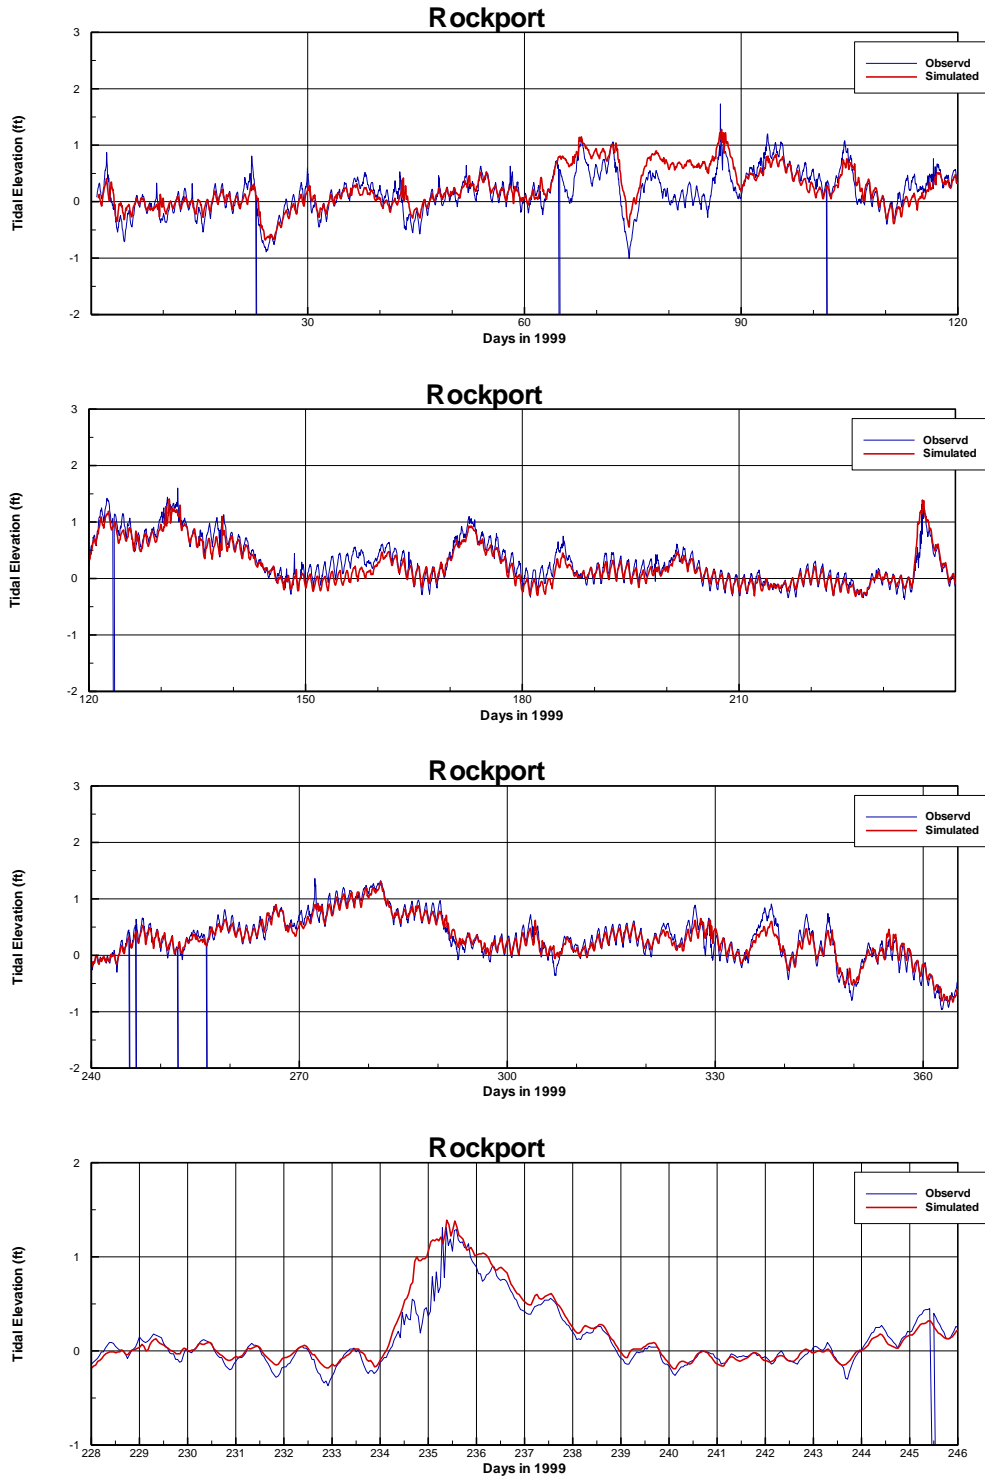 Rockport
3
2
1
0
-1
-2
Tidal Elevation (ft)
Observd
Simulated
30
60
90
120
Days in 1999
Rockport
3
2
1
0
-1
-2
Tidal Elevation (ft)
Observd
Simulated
120
150
180
210
Days in 1999
Rockport
3
2
1
0
-1
-2
Tidal Elevation (ft)
Observd
Simulated
240
270
300
330
360
Days in 1999
Rockport
2
1
0
-1
Tidal Elevation (ft)
Observd
Simulated
228 229 230 231 232 233 234 235 236 237 238 239 240 241 242 243 244 245 246
Days in 1999